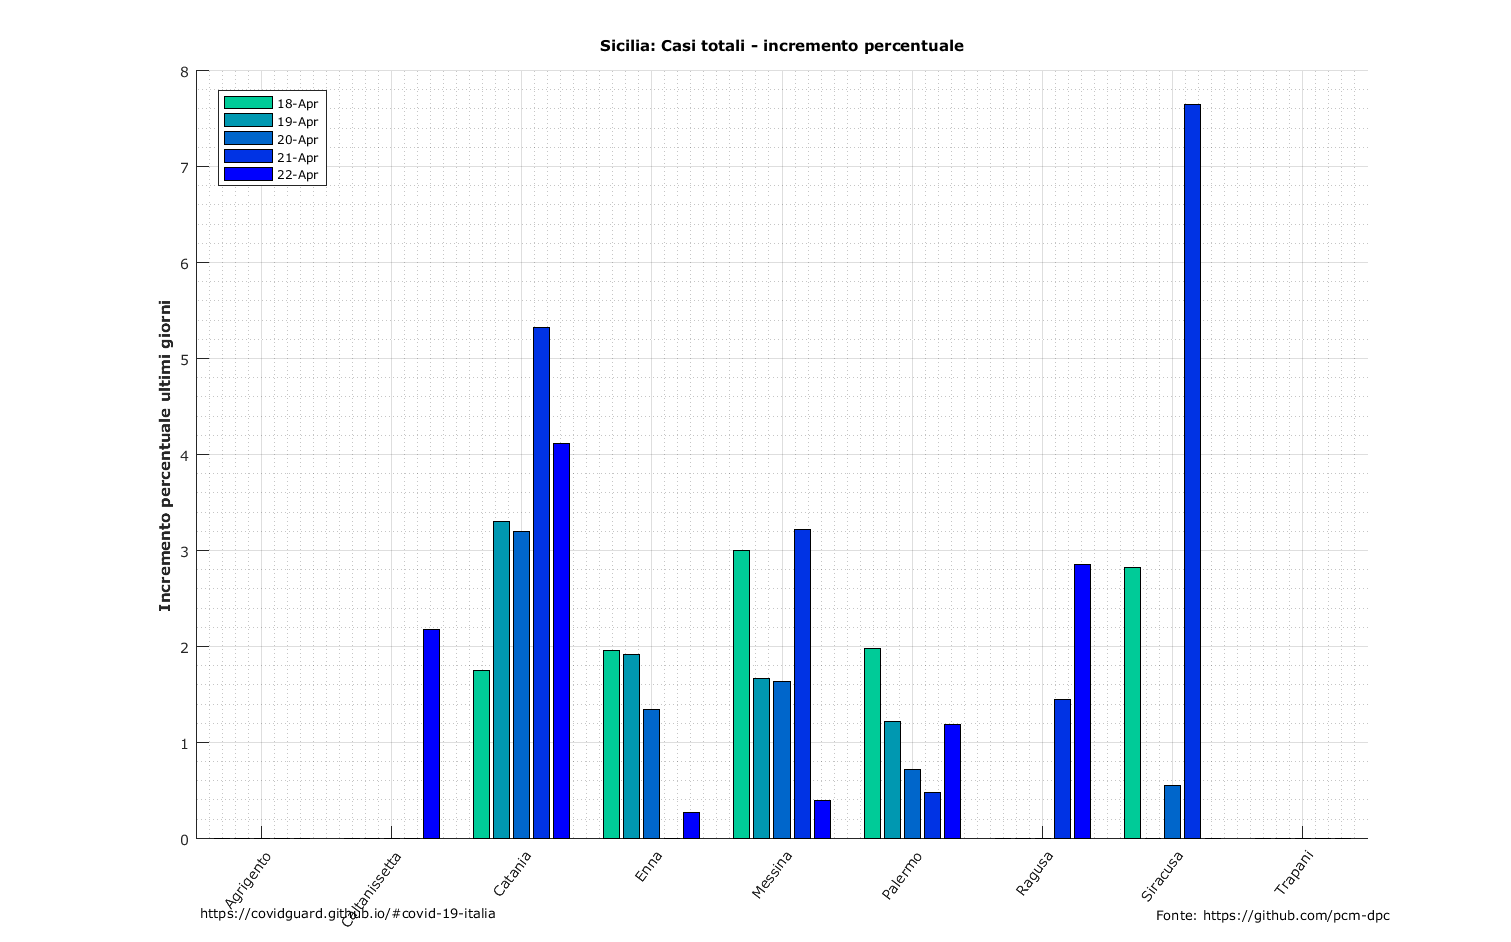 Sicilia: Casi totali - incremento percentuale
Incremento percentuale ultimi giorni
8
7
6
5
4
3
2
1
0
18-Apr
19-Apr
20-Apr
21-Apr
22-Apr
Agrigento
Caltanissetta
Catania
Enna
Messina
Palermo
Ragusa
Siracusa
Trapani
https://covidguard.github.io/#covid-19-italia
Fonte: https://github.com/pcm-dpc